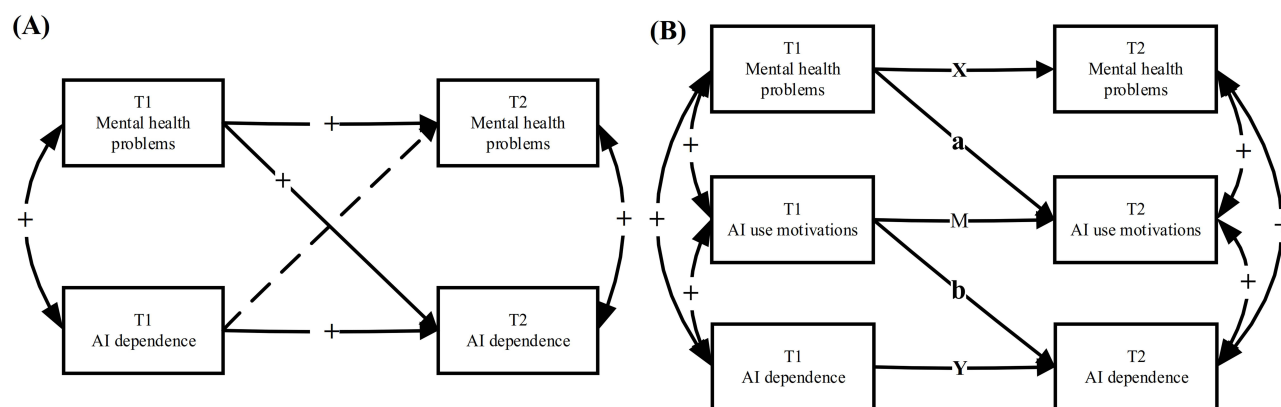 (A)
T1
Mental health
problems
+
T2
Mental health
problems
+
+
+
T1
AI dependence
+
T2
AI dependence
(B)
T1
Mental health
problems
X
T2
Mental health
problems
+
a
+
+
T1
AI use motivations
M
T2
AI use motivations
+
+
b
+
T1
AI dependence
Y
T2
AI dependence